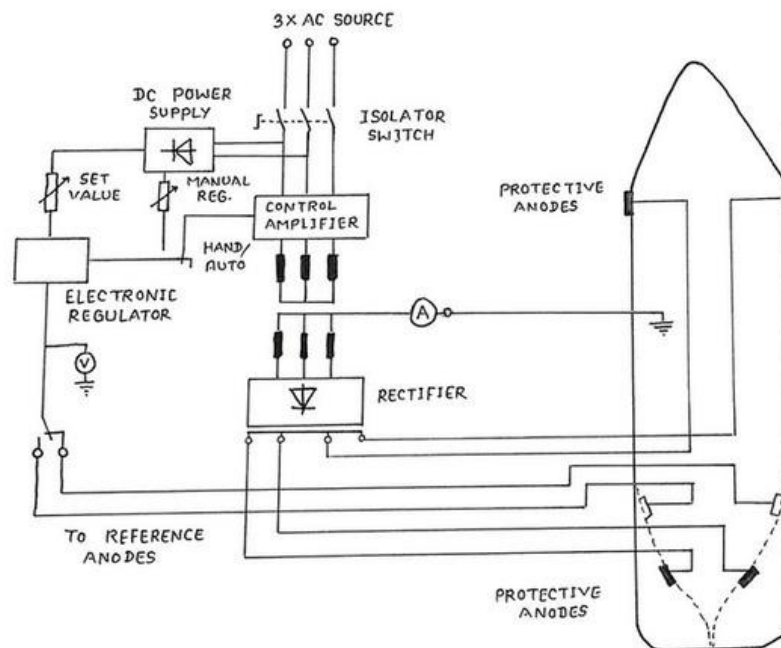 3X AC SOURCE
DC POWER
SUPPLY
ISOLATOR
SWITCH
SET
VALUE
MANUAL
REG.
CONTROL
AMPLIFIER
PROTECTIVE
ANODES
HAND/
AUTO
ELECTRONIC
REGULATOR
A
V
RECTIFIER
TO REFERENCE
ANODES
PROTECTIVE
ANODES